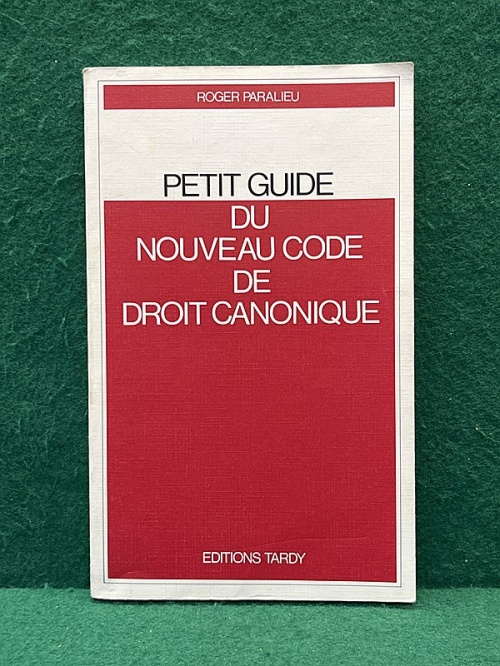 ROGER PARALIEU
PETIT GUIDE
DU
NOUVEAU CODE
DE
DROIT CANONIQUE
EDITIONS TARDY